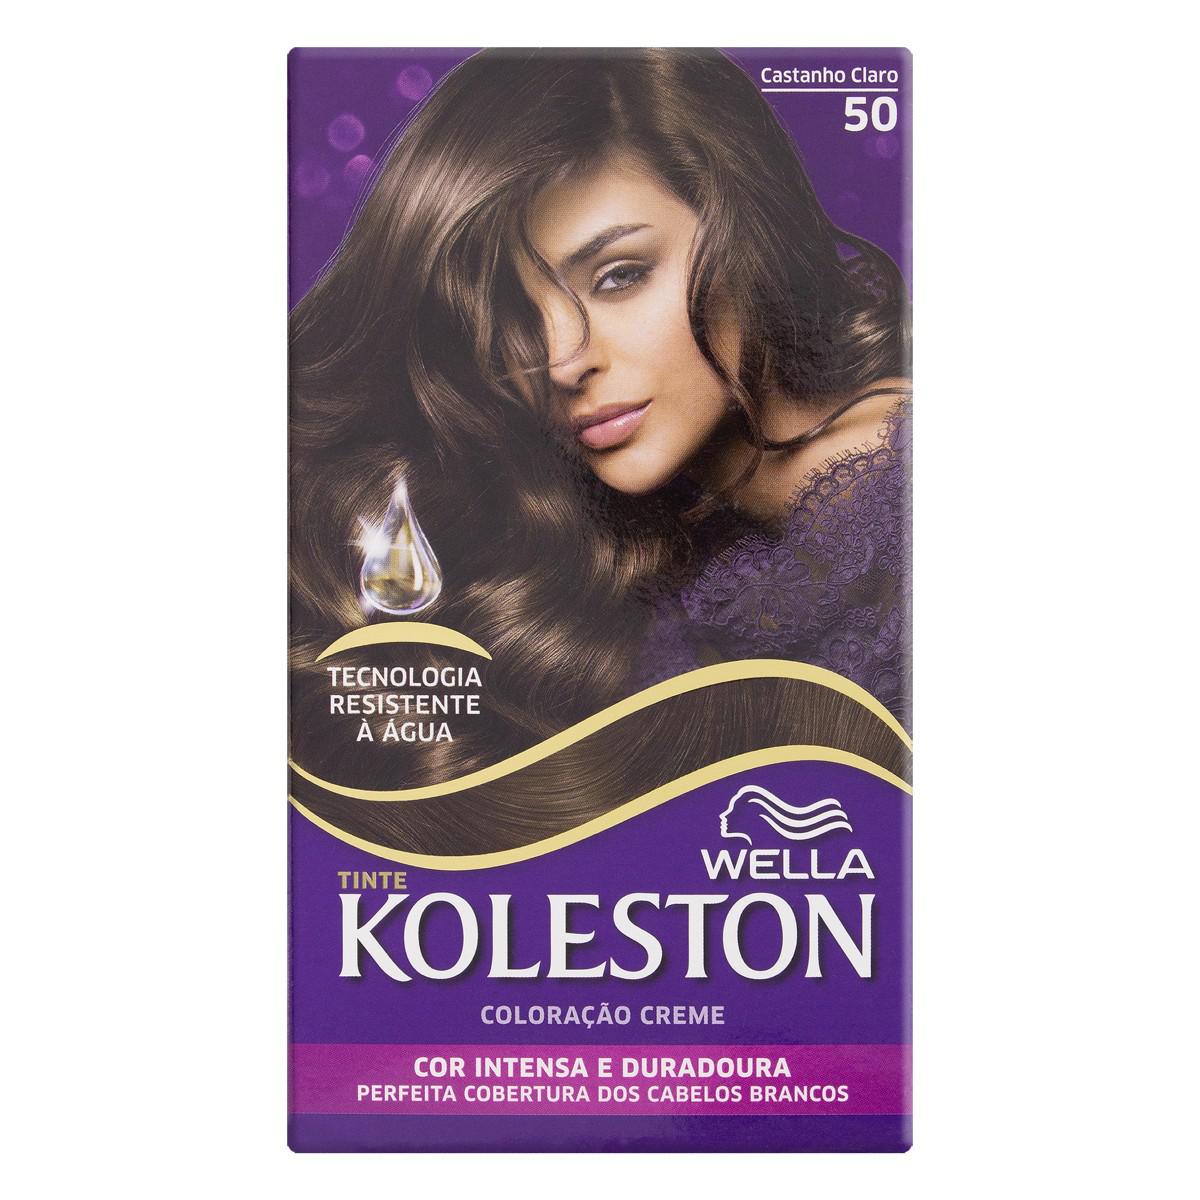 Castanho Claro
50
TECNOLOGIA
RESISTENTE
À ÁGUA
WELLA
TINTE
KOLESTON
COLORAÇÃO CREME
COR INTENSA E DURADOURA
PERFEITA COBERTURA DOS CABELOS BRANCOS